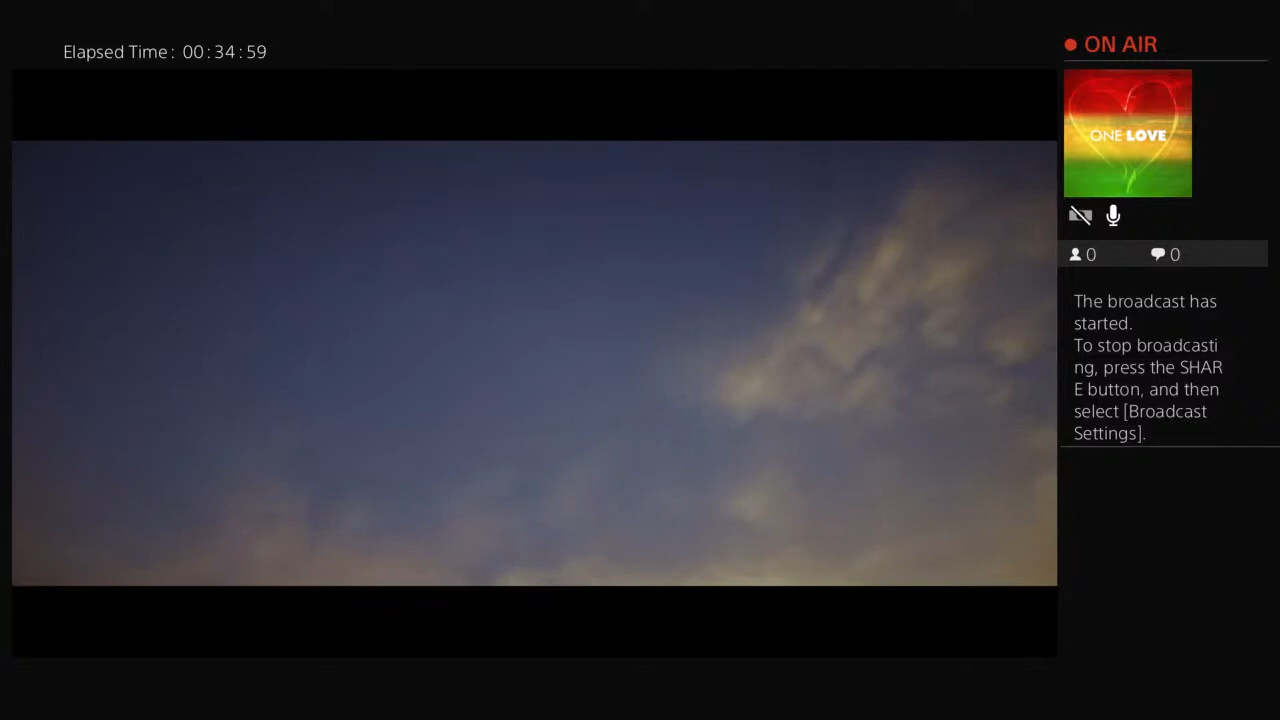 Elapsed Time: 00:34:59
ON AIR
ONE LOVE
0 0
The broadcast has
started.
To stop broadcasti
ng, press the SHAR
E button, and then
select [Broadcast
Settings].